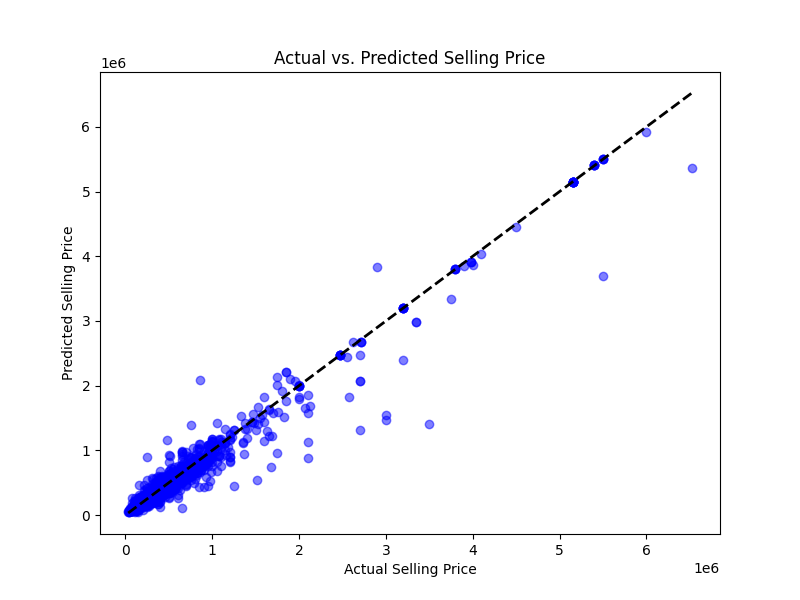 Actual vs. Predicted Selling Price
1e6
6
5
4
3
2
1
0
Predicted Selling Price
0 1 2 3 4 5 6
1e6
Actual Selling Price